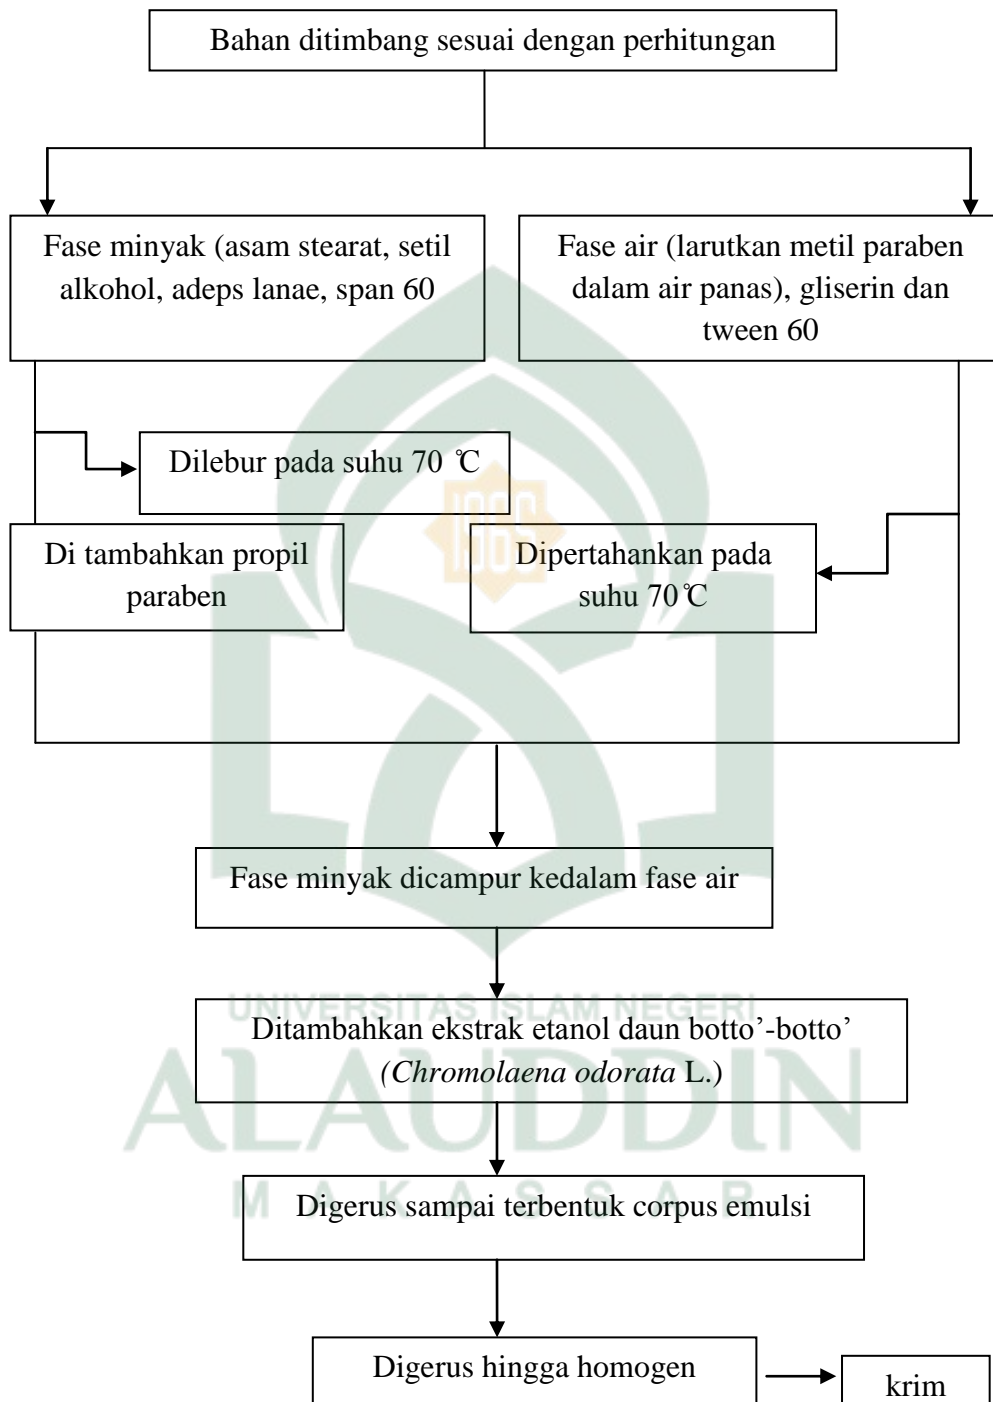 Bahan ditimbang sesuai dengan perhitungan
Fase minyak (asam stearat, setil
alkohol, adeps lanae, span 60
Fase air (larutkan metil paraben
dalam air panas), gliserin dan
tween 60
Dilebur pada suhu 70 ℃
Di tambahkan propil
paraben
Dipertahankan pada
suhu 70℃
1965
Fase minyak dicampur kedalam fase air
UNIVERSITAS ISLAM NEGERI
Ditambahkan ekstrak etanol daun botto’-botto’
(Chromolaena odorata L.)
ALAUDDIN
MAKASSAR
Digerus sampai terbentuk corpus emulsi
Digerus hingga homogen
krim